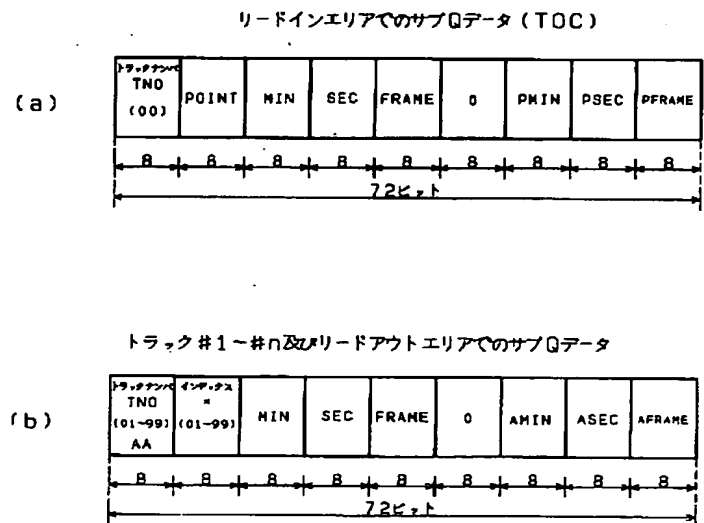 リードインエリアでのサブQデータ(TOC)
(a)
トラックナンバ TNO (00) POINT MIN SEC FRAME 0 PMIN PSEC PFRAME
8 8 8 8 8 8 8 8 8
72ビット
トラック#1~#n及びリードアウトエリアでのサブQデータ
(b)
トラックナンバ TNO (01-99) AA インデックス X (01-99) MIN SEC FRAME 0 AMIN ASEC AFRAME
8 8 8 8 8 8 8 8 8
72ビット